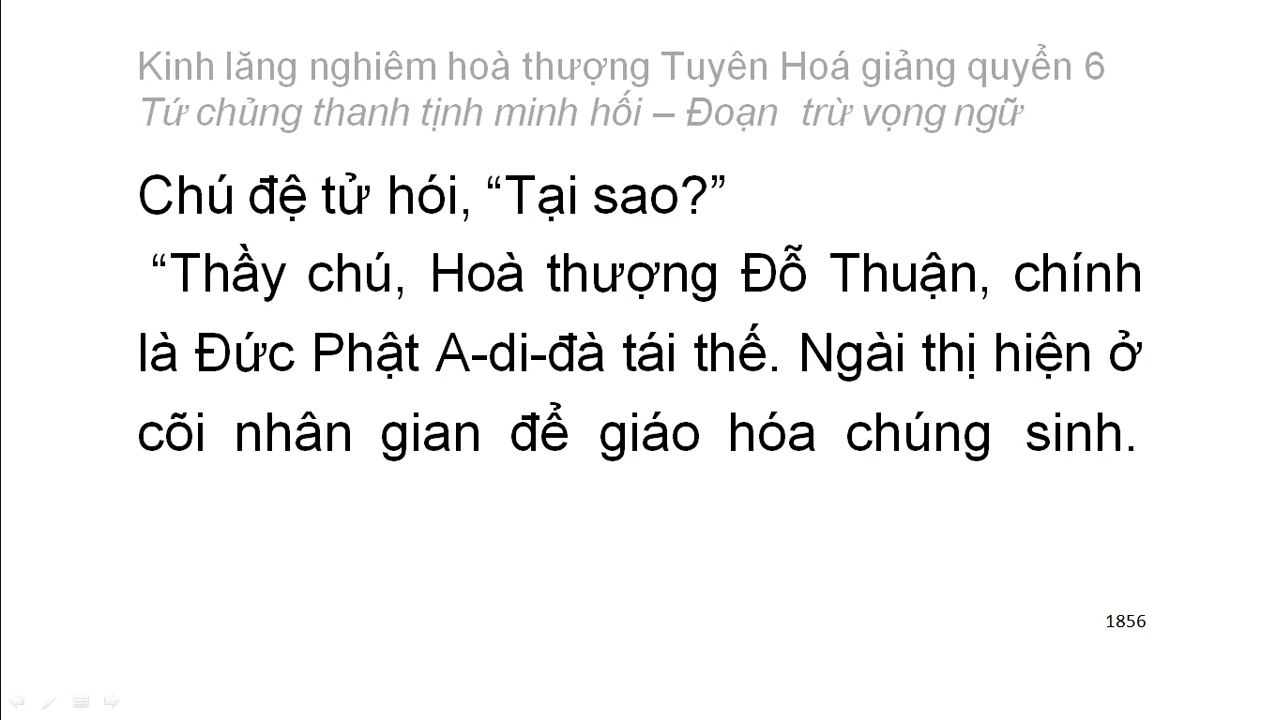 Kinh lăng nghiêm hoà thượng Tuyên Hoá giảng quyển 6
Tứ chủng thanh tịnh minh hối – Đoạn trừ vọng ngữ
Chú đệ tử hói, “Tại sao?”
“Thầy chú, Hoà thượng Đỗ Thuận, chính
là Đức Phật A-di-đà tái thế. Ngài thị hiện ở
cõi nhân gian để giáo hóa chúng sinh.
1856